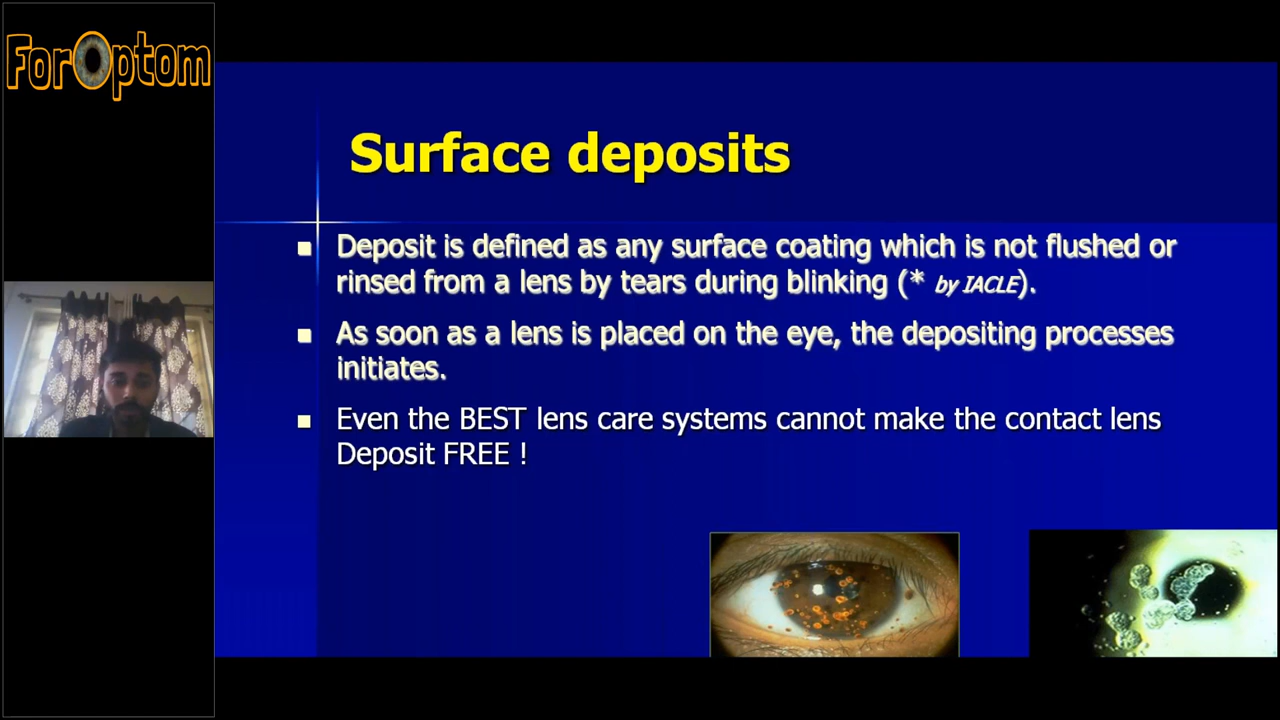 ForOptom
Surface deposits
Deposit is defined as any surface coating which is not flushed or
rinsed from a lens by tears during blinking (* by IACLE).
As soon as a lens is placed on the eye, the depositing processes
initiates.
Even the BEST lens care systems cannot make the contact lens
Deposit FREE !